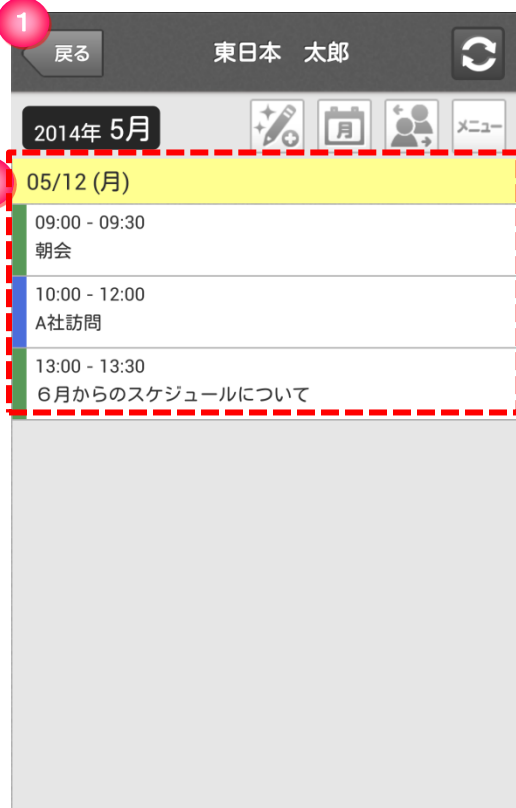 1
戻る 東日本　太郎
2014年 5月 月 メニュー
05/12 (月)
09:00 - 09:30
朝会
10:00 - 12:00
A社訪問
13:00 - 13:30
６月からのスケジュールについて